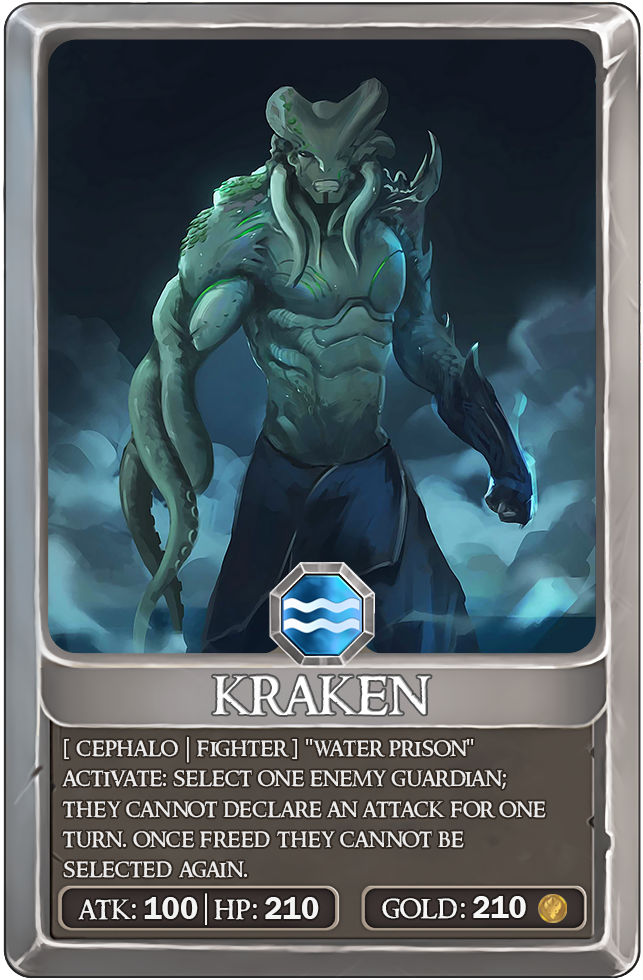 KRAKEN
[ CEPHALO | FIGHTER ] "WATER PRISON"
ACTIVATE: SELECT ONE ENEMY GUARDIAN;
THEY CANNOT DECLARE AN ATTACK FOR ONE
TURN. ONCE FREED THEY CANNOT BE
SELECTED AGAIN.
ATK: 100 | HP: 210 GOLD: 210